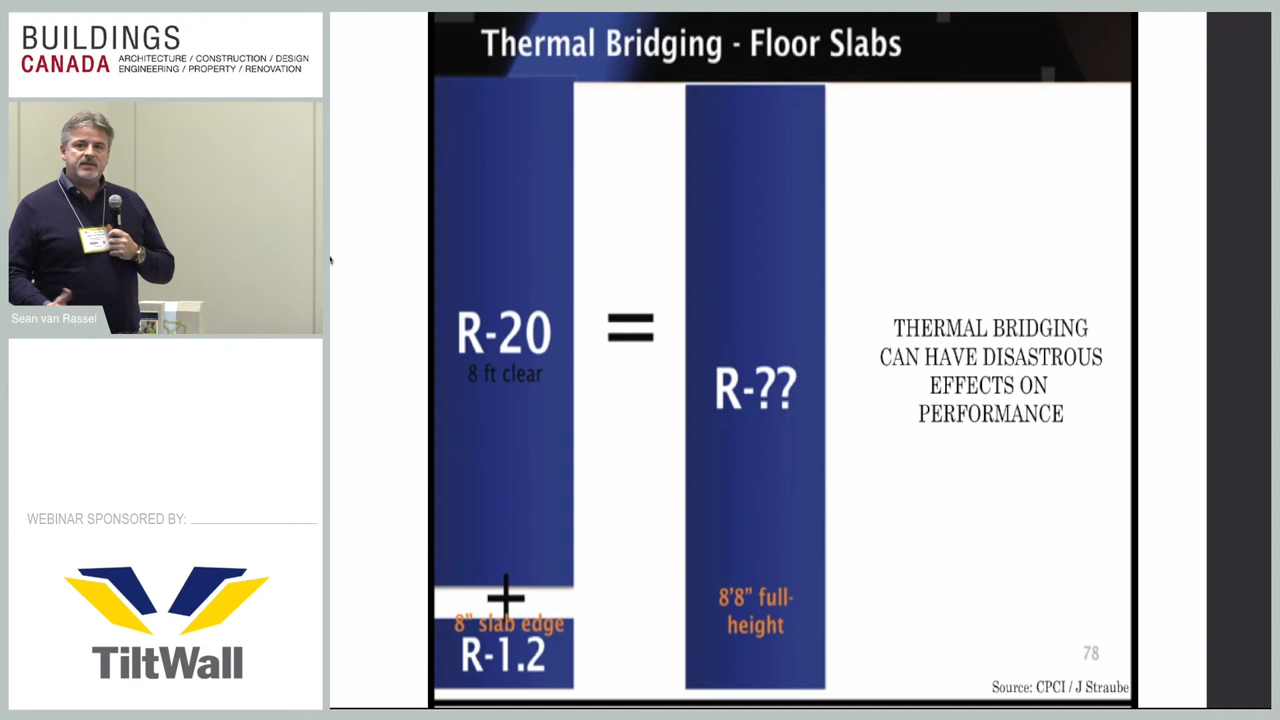 BUILDINGS
CANADA
ARCHITECTURE / CONSTRUCTION / DESIGN
ENGINEERING / PROPERTY / RENOVATION
Sean van Rassel
WEBINAR SPONSORED BY:
TiltWall
Thermal Bridging - Floor Slabs
R-20
8 ft clear
+
8" slab edge
R-1.2
=
R-??
8'8" full-
height
THERMAL BRIDGING
CAN HAVE DISASTROUS
EFFECTS ON
PERFORMANCE
78
Source: CPCI / J Straube